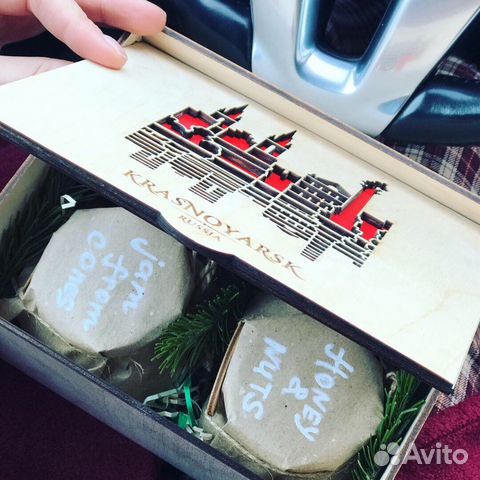 KRASNOYARSK
RUSSIA
jam
from
cones
HONEY
&
NUTS
Avito